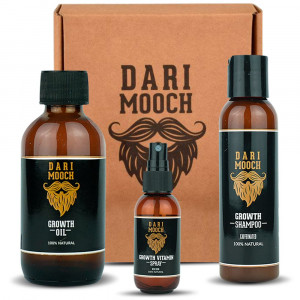 DARI
MOOCH
DARI
MOOCH
GROWTH
OIL
100% NATURAL
DARI
MOOCH
GROWTH VITAMIN
SPRAY
DARI
MOOCH
GROWTH
SHAMPOO
CAFFEINATED
100% NATURAL